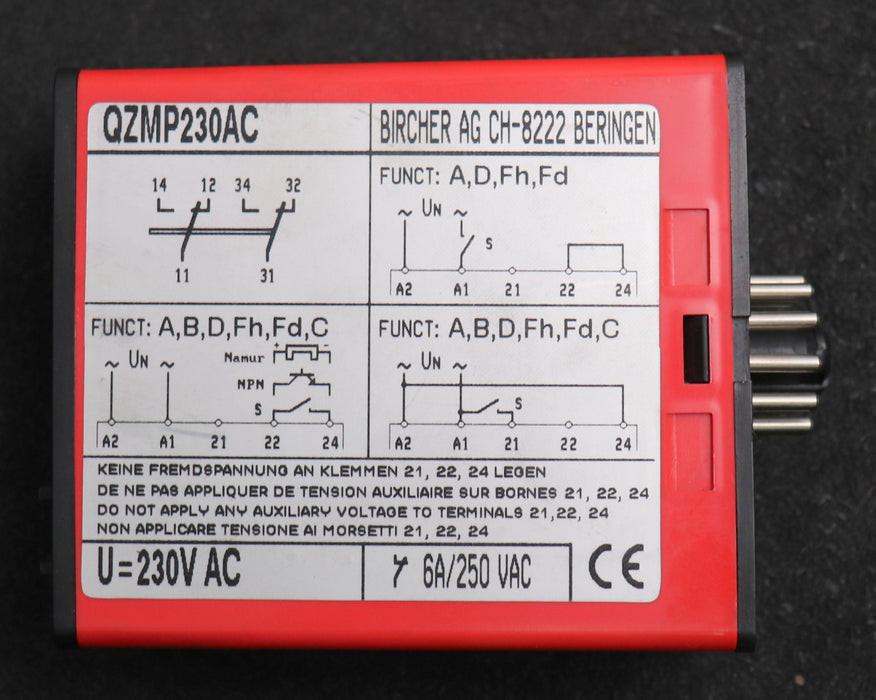 QZMP230AC
BIRCHER AG CH-8222 BERINGEN
14 12 34 32
11 31
FUNCT: A,D,Fh,Fd
~ UN ~
S
A2 A1 21 22 24
FUNCT: A,B,D,Fh,Fd,C
~ UN ~
Namur + -
NPN
S
A2 A1 21 22 24
FUNCT: A,B,D,Fh,Fd,C
~ UN ~
S
A2 A1 21 22 24
KEINE FREMDSPANNUNG AN KLEMMEN 21, 22, 24 LEGEN
DE NE PAS APPLIQUER DE TENSION AUXILIAIRE SUR BORNES 21, 22, 24
DO NOT APPLY ANY AUXILIARY VOLTAGE TO TERMINALS 21,22, 24
NON APPLICARE TENSIONE AI MORSETTI 21, 22, 24
U=230V AC
6A/250 VAC
CE